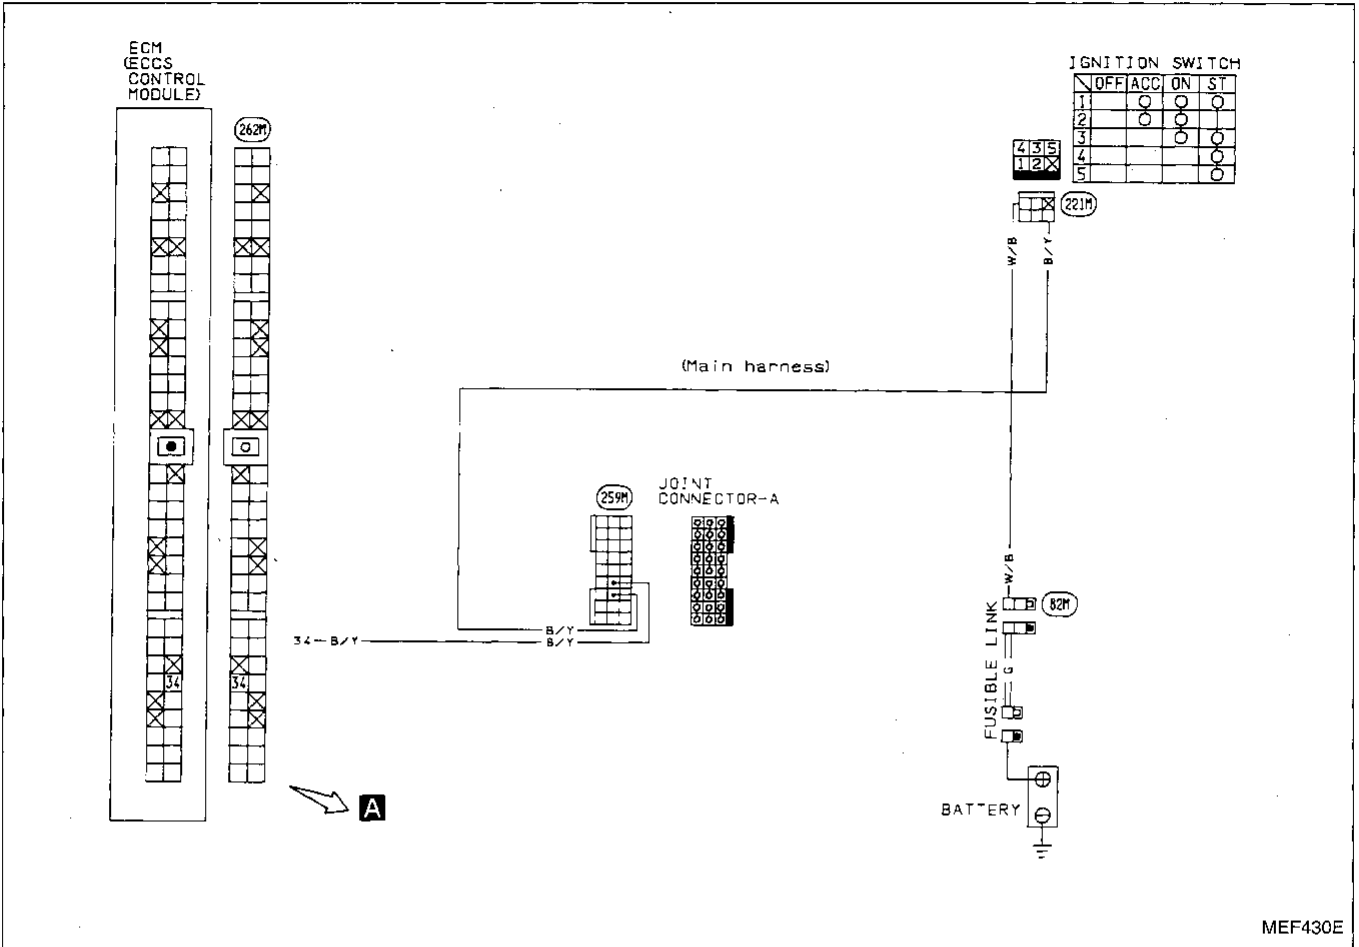 ECM
(ECCS
CONTROL
MODULE)
262M
IGNITION SWITCH
OFF ACC ON ST
1
2
3
4
5
4 3 5
1 2
221M
W/B
B/Y
(Main harness)
259M
JOINT
CONNECTOR-A
W/B
82M
B/Y
34 B/Y B/Y
34
34
FUSIBLE LINK
G
BATTERY
A
MEF430E